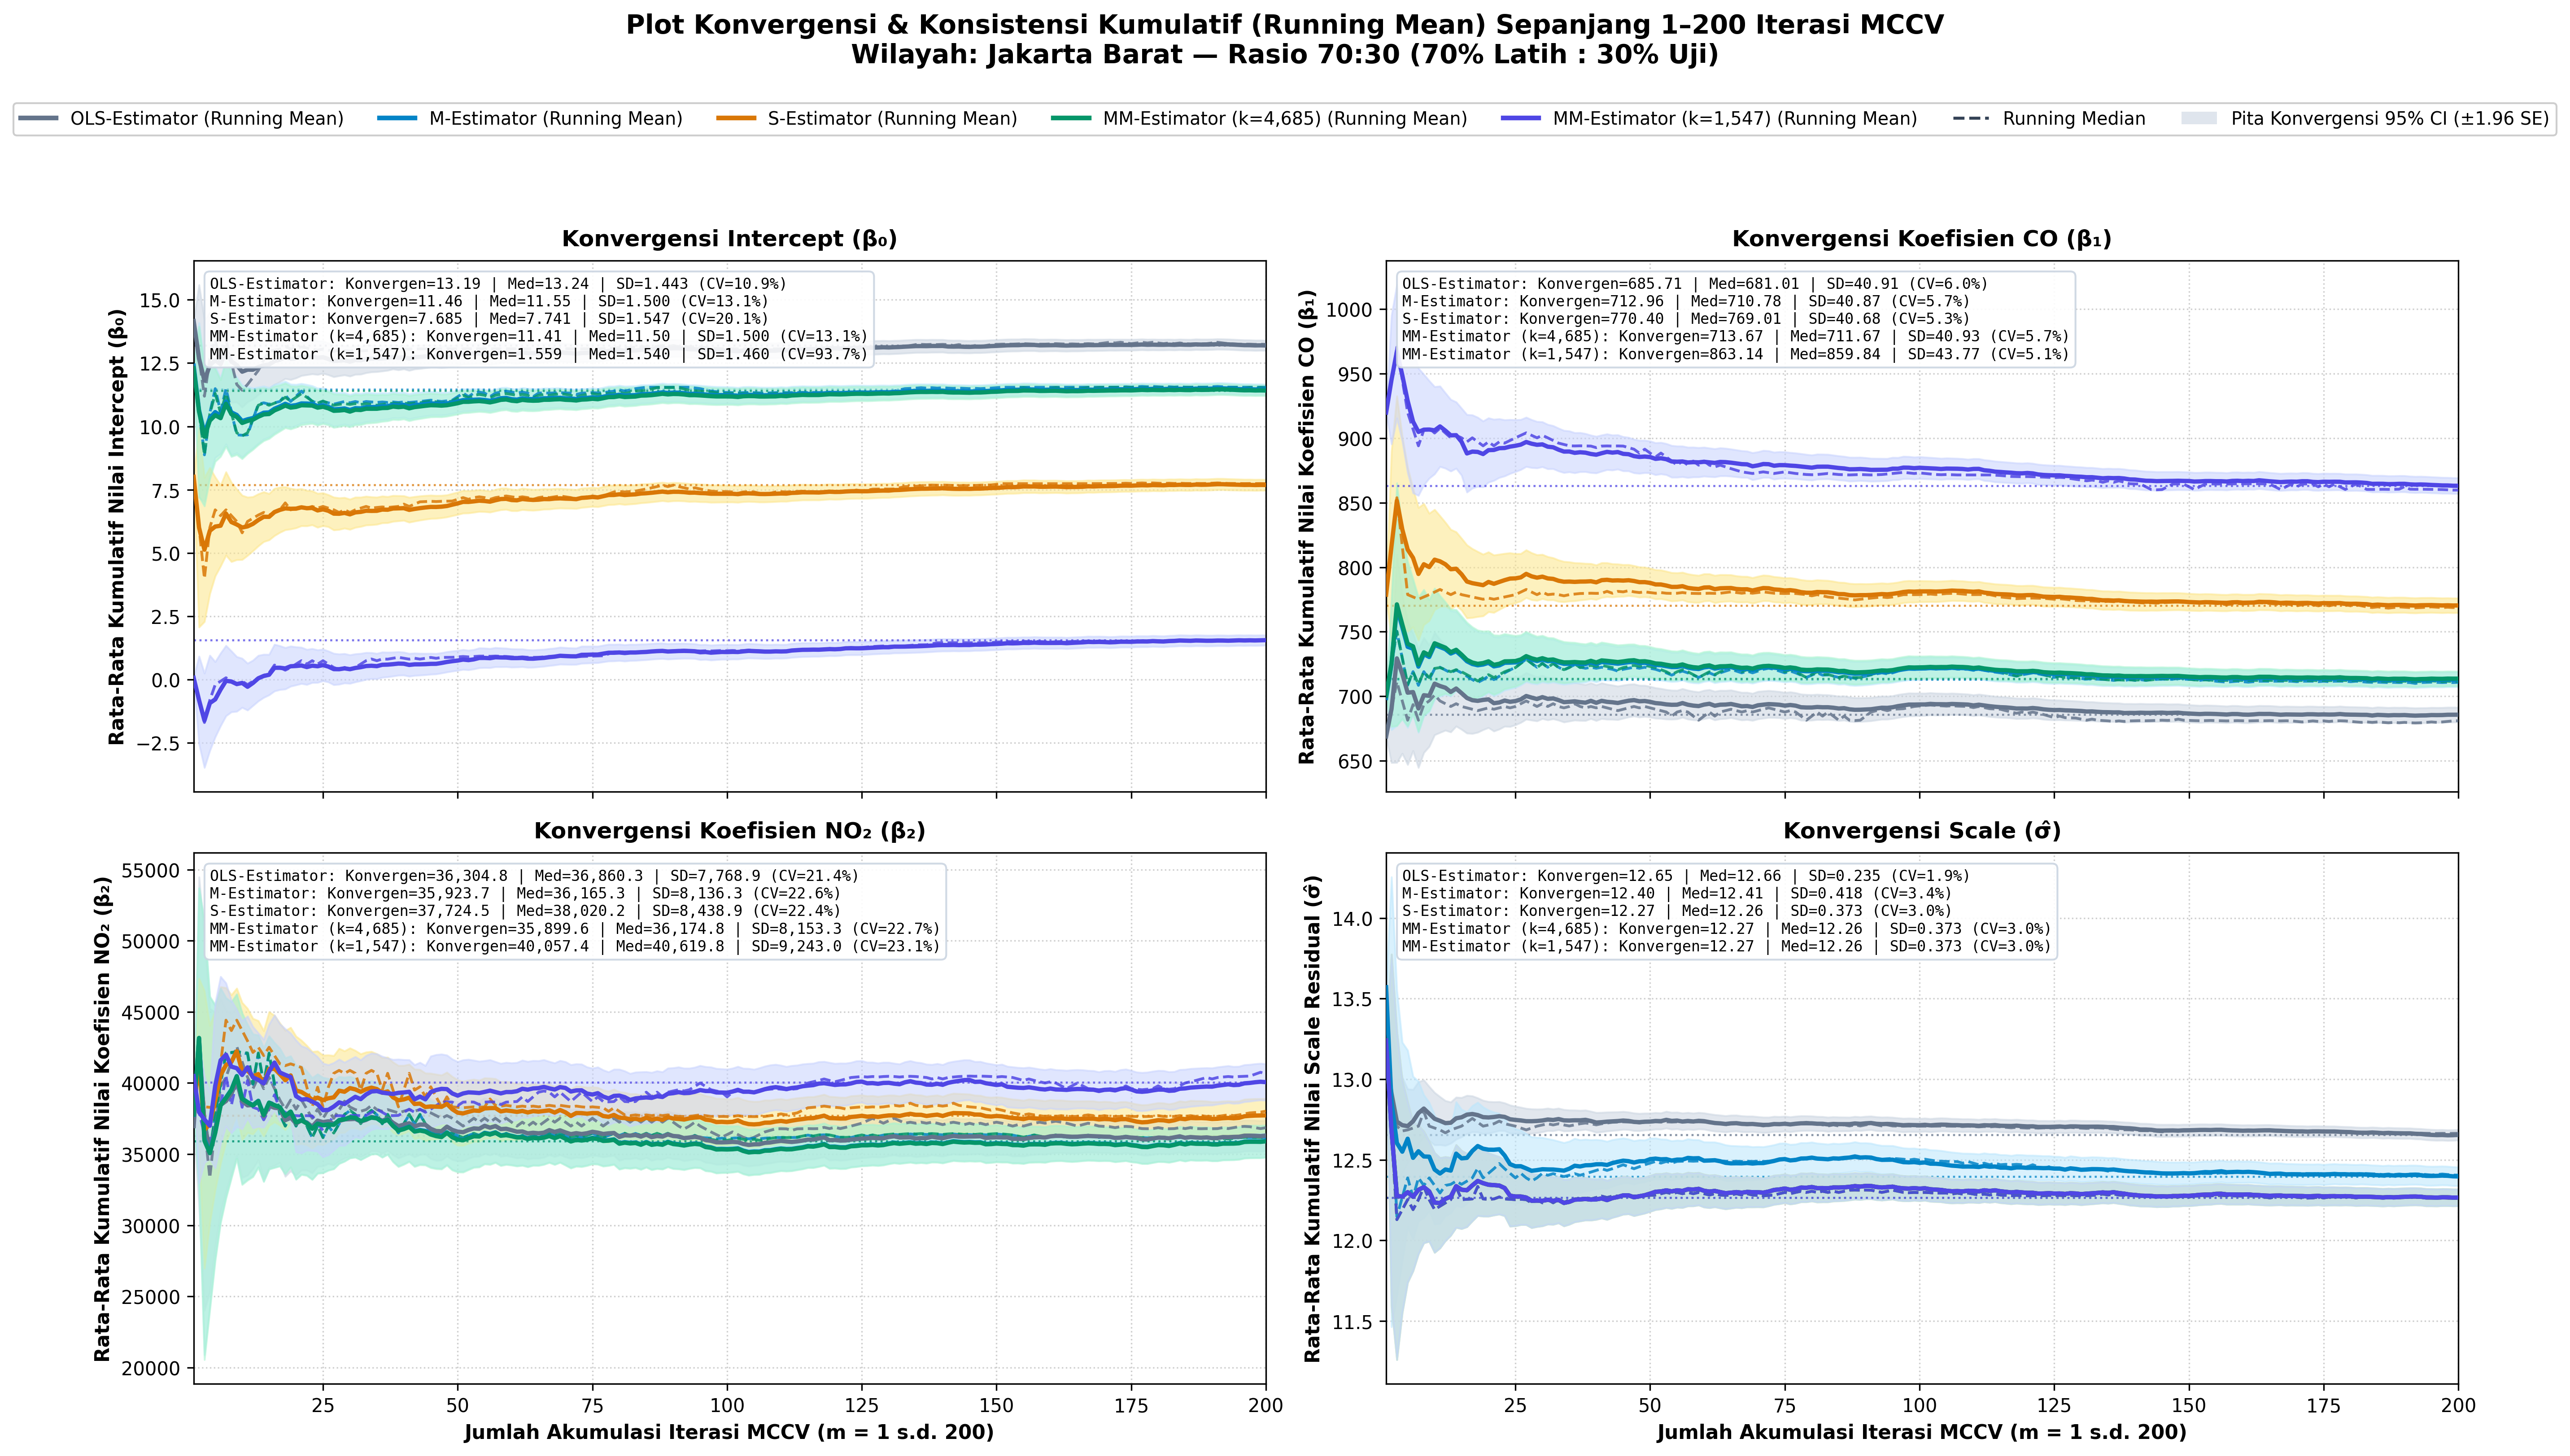 Plot Konvergensi & Konsistensi Kumulatif (Running Mean) Sepanjang 1–200 Iterasi MCCV
Wilayah: Jakarta Barat — Rasio 70:30 (70% Latih : 30% Uji)
OLS-Estimator (Running Mean)
M-Estimator (Running Mean)
S-Estimator (Running Mean)
MM-Estimator (k=4,685) (Running Mean)
MM-Estimator (k=1,547) (Running Mean)
Running Median
Pita Konvergensi 95% CI (±1.96 SE)
Konvergensi Intercept (β₀)
OLS-Estimator: Konvergen=13.19 | Med=13.24 | SD=1.443 (CV=10.9%)
M-Estimator: Konvergen=11.46 | Med=11.55 | SD=1.500 (CV=13.1%)
S-Estimator: Konvergen=7.685 | Med=7.741 | SD=1.547 (CV=20.1%)
MM-Estimator (k=4,685): Konvergen=11.41 | Med=11.50 | SD=1.500 (CV=13.1%)
MM-Estimator (k=1,547): Konvergen=1.559 | Med=1.540 | SD=1.460 (CV=93.7%)
Rata-Rata Kumulatif Nilai Intercept (β₀)
15.0
12.5
10.0
7.5
5.0
2.5
0.0
−2.5
Konvergensi Koefisien CO (β₁)
OLS-Estimator: Konvergen=685.71 | Med=681.01 | SD=40.91 (CV=6.0%)
M-Estimator: Konvergen=712.96 | Med=710.78 | SD=40.87 (CV=5.7%)
S-Estimator: Konvergen=770.40 | Med=769.01 | SD=40.68 (CV=5.3%)
MM-Estimator (k=4,685): Konvergen=713.67 | Med=711.67 | SD=40.93 (CV=5.7%)
MM-Estimator (k=1,547): Konvergen=863.14 | Med=859.84 | SD=43.77 (CV=5.1%)
Rata-Rata Kumulatif Nilai Koefisien CO (β₁)
1000
950
900
850
800
750
700
650
Konvergensi Koefisien NO₂ (β₂)
OLS-Estimator: Konvergen=36,304.8 | Med=36,860.3 | SD=7,768.9 (CV=21.4%)
M-Estimator: Konvergen=35,923.7 | Med=36,165.3 | SD=8,136.3 (CV=22.6%)
S-Estimator: Konvergen=37,724.5 | Med=38,020.2 | SD=8,438.9 (CV=22.4%)
MM-Estimator (k=4,685): Konvergen=35,899.6 | Med=36,174.8 | SD=8,153.3 (CV=22.7%)
MM-Estimator (k=1,547): Konvergen=40,057.4 | Med=40,619.8 | SD=9,243.0 (CV=23.1%)
Rata-Rata Kumulatif Nilai Koefisien NO₂ (β₂)
55000
50000
45000
40000
35000
30000
25000
20000
25 50 75 100 125 150 175 200
Jumlah Akumulasi Iterasi MCCV (m = 1 s.d. 200)
Konvergensi Scale (σ̂)
OLS-Estimator: Konvergen=12.65 | Med=12.66 | SD=0.235 (CV=1.9%)
M-Estimator: Konvergen=12.40 | Med=12.41 | SD=0.418 (CV=3.4%)
S-Estimator: Konvergen=12.27 | Med=12.26 | SD=0.373 (CV=3.0%)
MM-Estimator (k=4,685): Konvergen=12.27 | Med=12.26 | SD=0.373 (CV=3.0%)
MM-Estimator (k=1,547): Konvergen=12.27 | Med=12.26 | SD=0.373 (CV=3.0%)
Rata-Rata Kumulatif Nilai Scale Residual (σ̂)
14.0
13.5
13.0
12.5
12.0
11.5
25 50 75 100 125 150 175 200
Jumlah Akumulasi Iterasi MCCV (m = 1 s.d. 200)